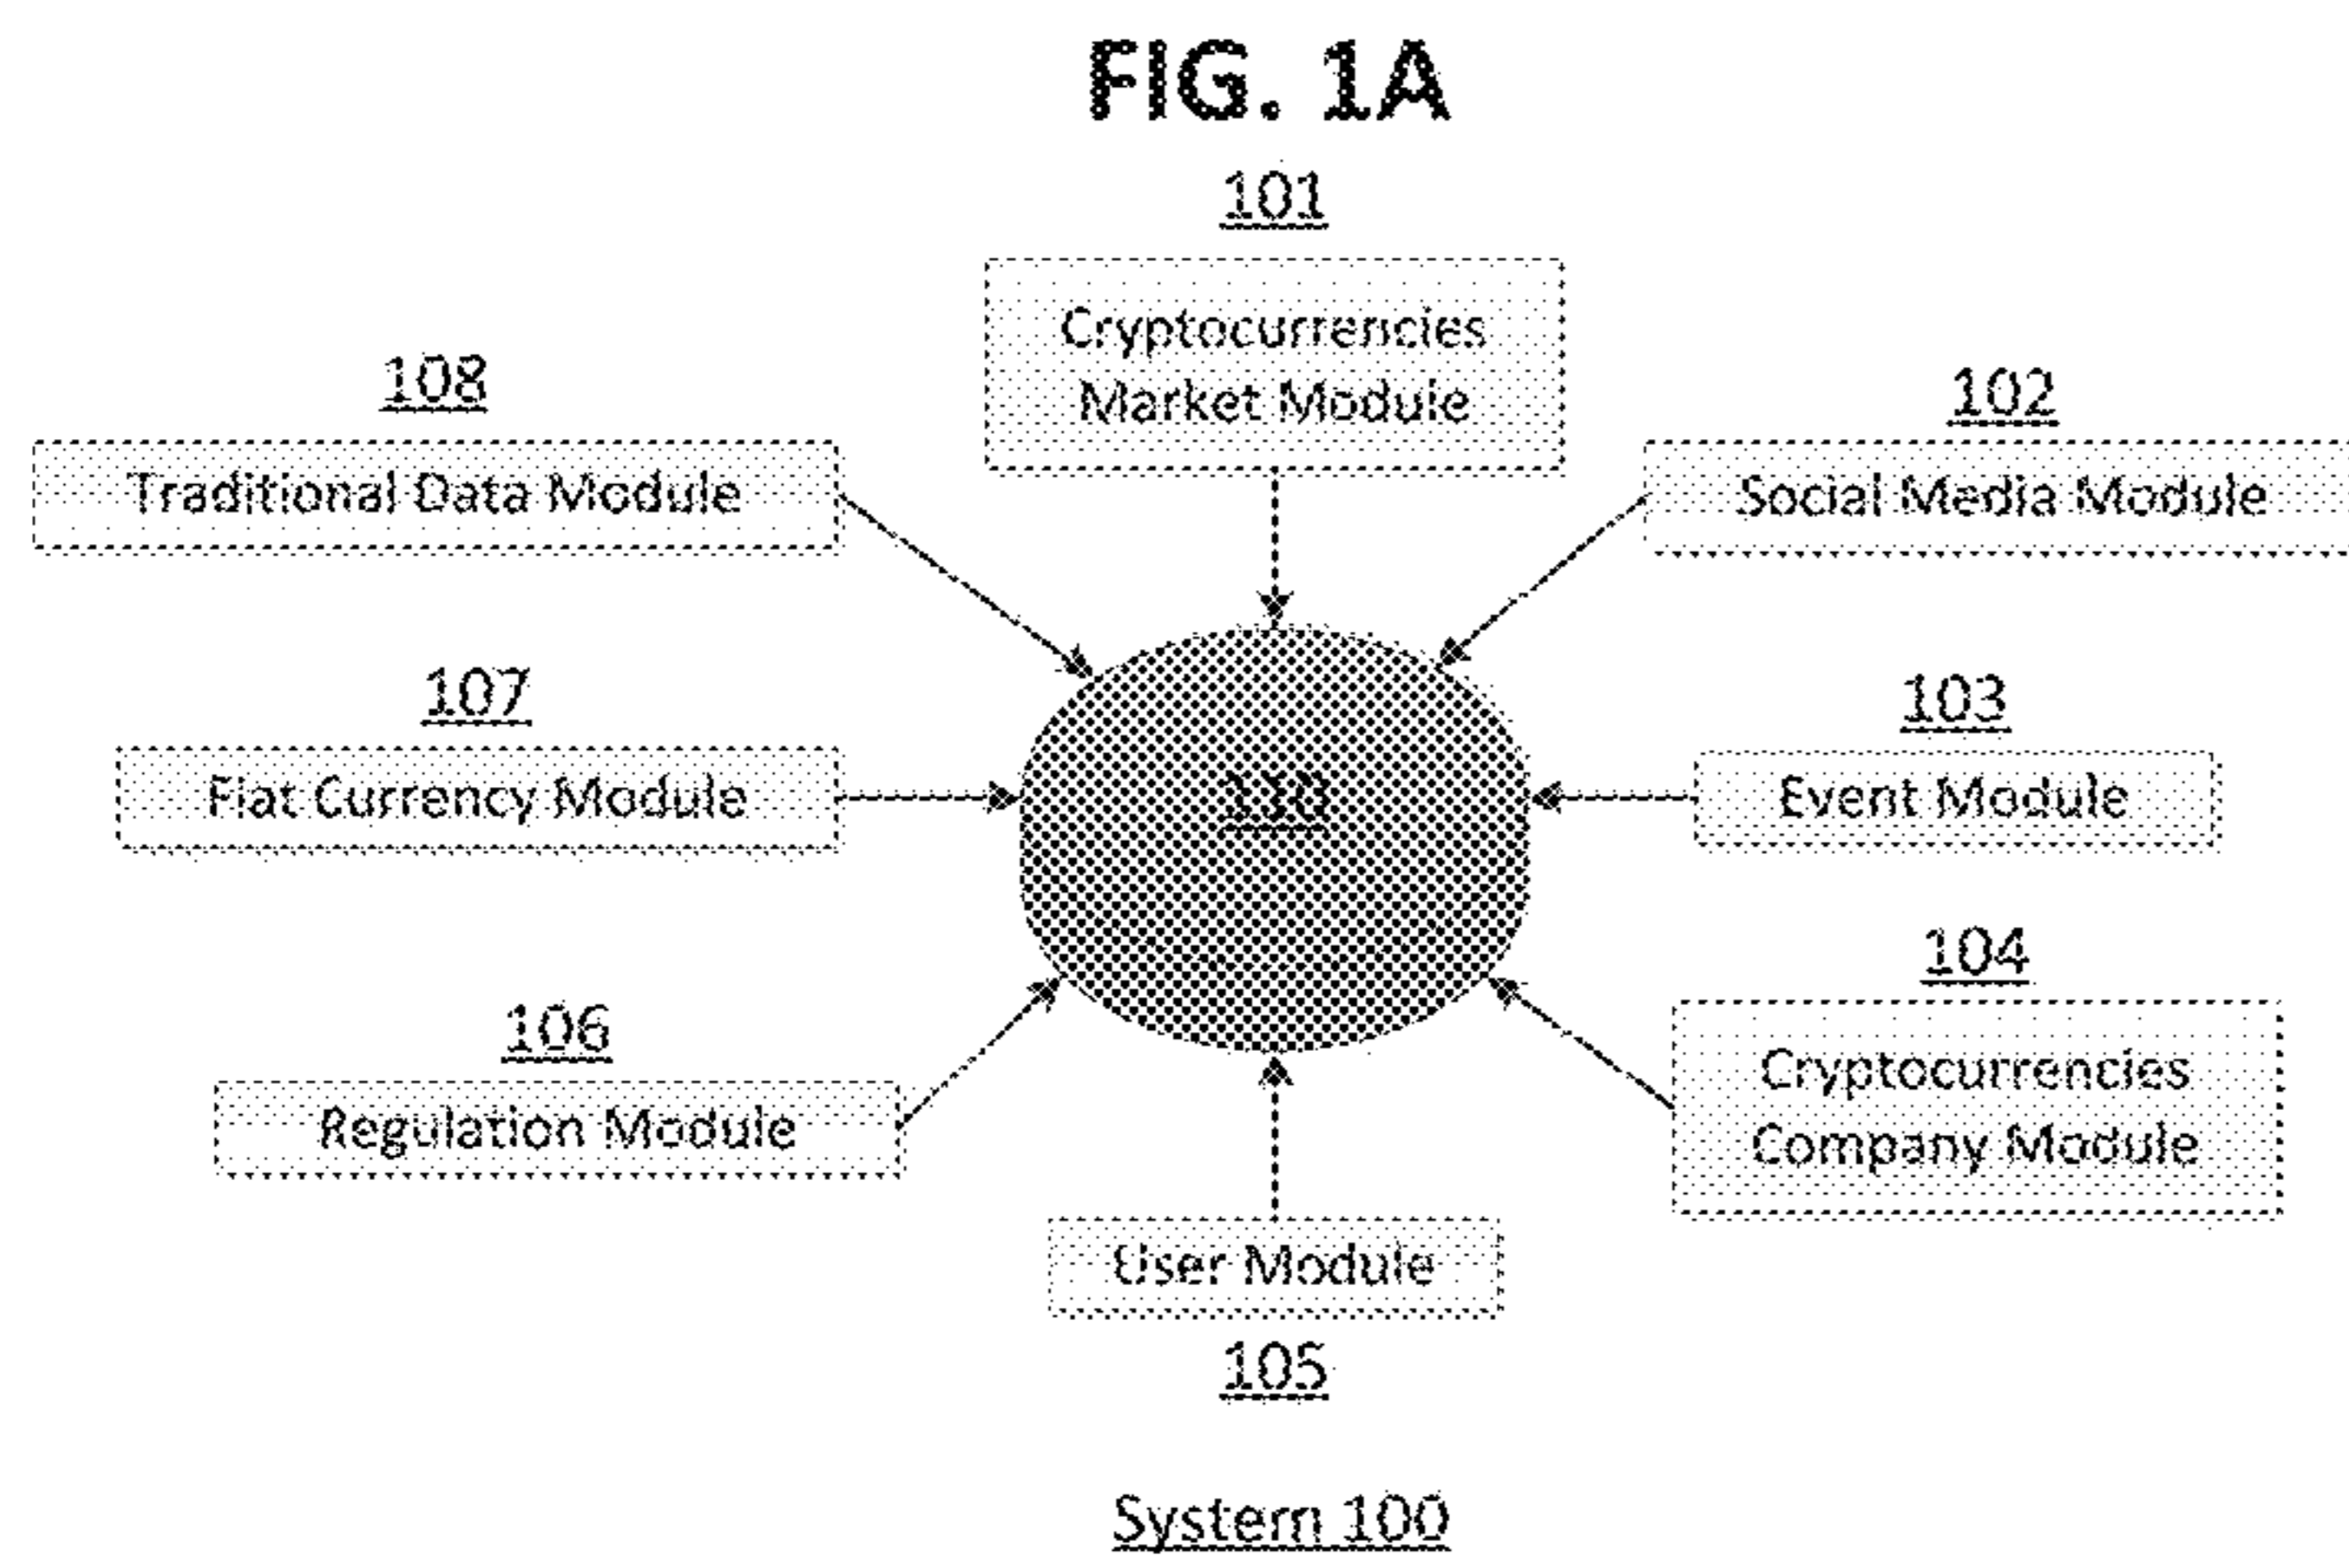 FIG. 1A
101
Cryptocurrencies
Market Module
108
Traditional Data Module
102
Social Media Module
107
Fiat Currency Module
110
103
Event Module
106
Regulation Module
104
Cryptocurrencies
Company Module
User Module
105
System 100